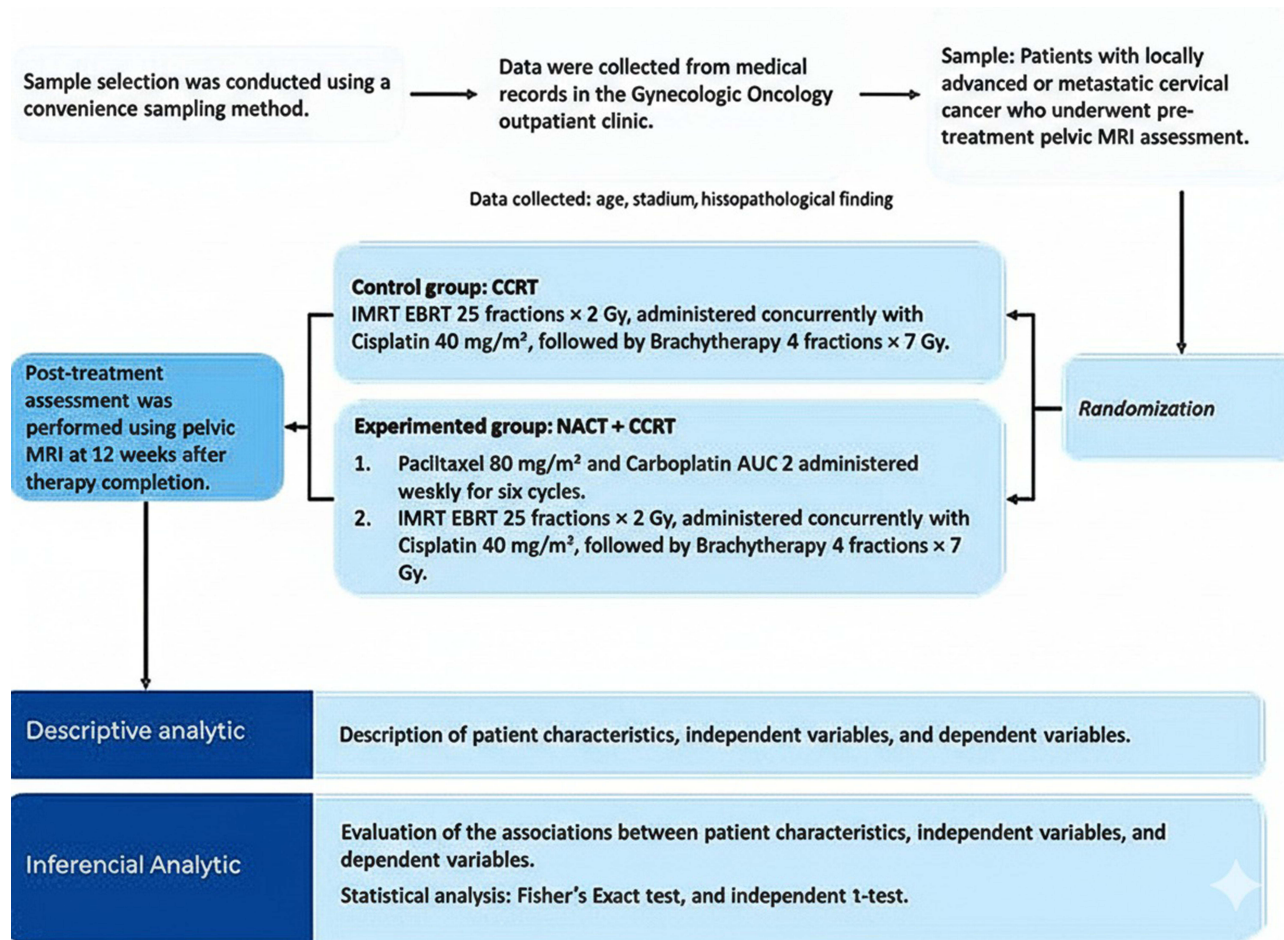 Sample selection was conducted using a
convenience sampling method.
Data were collected from medical
records in the Gynecologic Oncology
outpatient clinic.
Sample: Patients with locally
advanced or metastatic cervical
cancer who underwent pre-
treatment pelvic MRI assessment.
Data collected: age, stadium, hissopathological finding
Control group: CCRT
IMRT EBRT 25 fractions × 2 Gy, administered concurrently with
Cisplatin 40 mg/m², followed by Brachytherapy 4 fractions × 7 Gy.
Randomization
Experimented group: NACT + CCRT
1. Paclltaxel 80 mg/m² and Carboplatin AUC 2 administered
weskly for six cycles.
2. IMRT EBRT 25 fractions × 2 Gy, administered concurrently with
Cisplatin 40 mg/m², followed by Brachytherapy 4 fractions × 7
Gy.
Post-treatment
assessment was
performed using pelvic
MRI at 12 weeks after
therapy completion.
Descriptive analytic
Description of patient characteristics, independent variables, and dependent variables.
Inferencial Analytic
Evaluation of the associations between patient characteristics, independent variables, and
dependent variables.
Statistical analysis: Fisher's Exact test, and independent t-test.